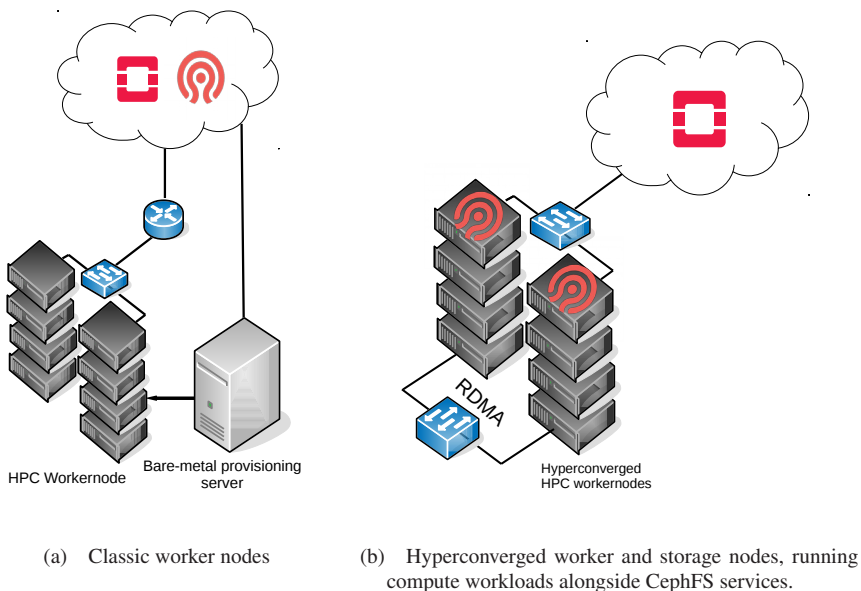 HPC Workernode
Bare-metal provisioning
server
RDMA
Hyperconverged
HPC workernodes
(a) Classic worker nodes
(b) Hyperconverged worker and storage nodes, running
compute workloads alongside CephFS services.